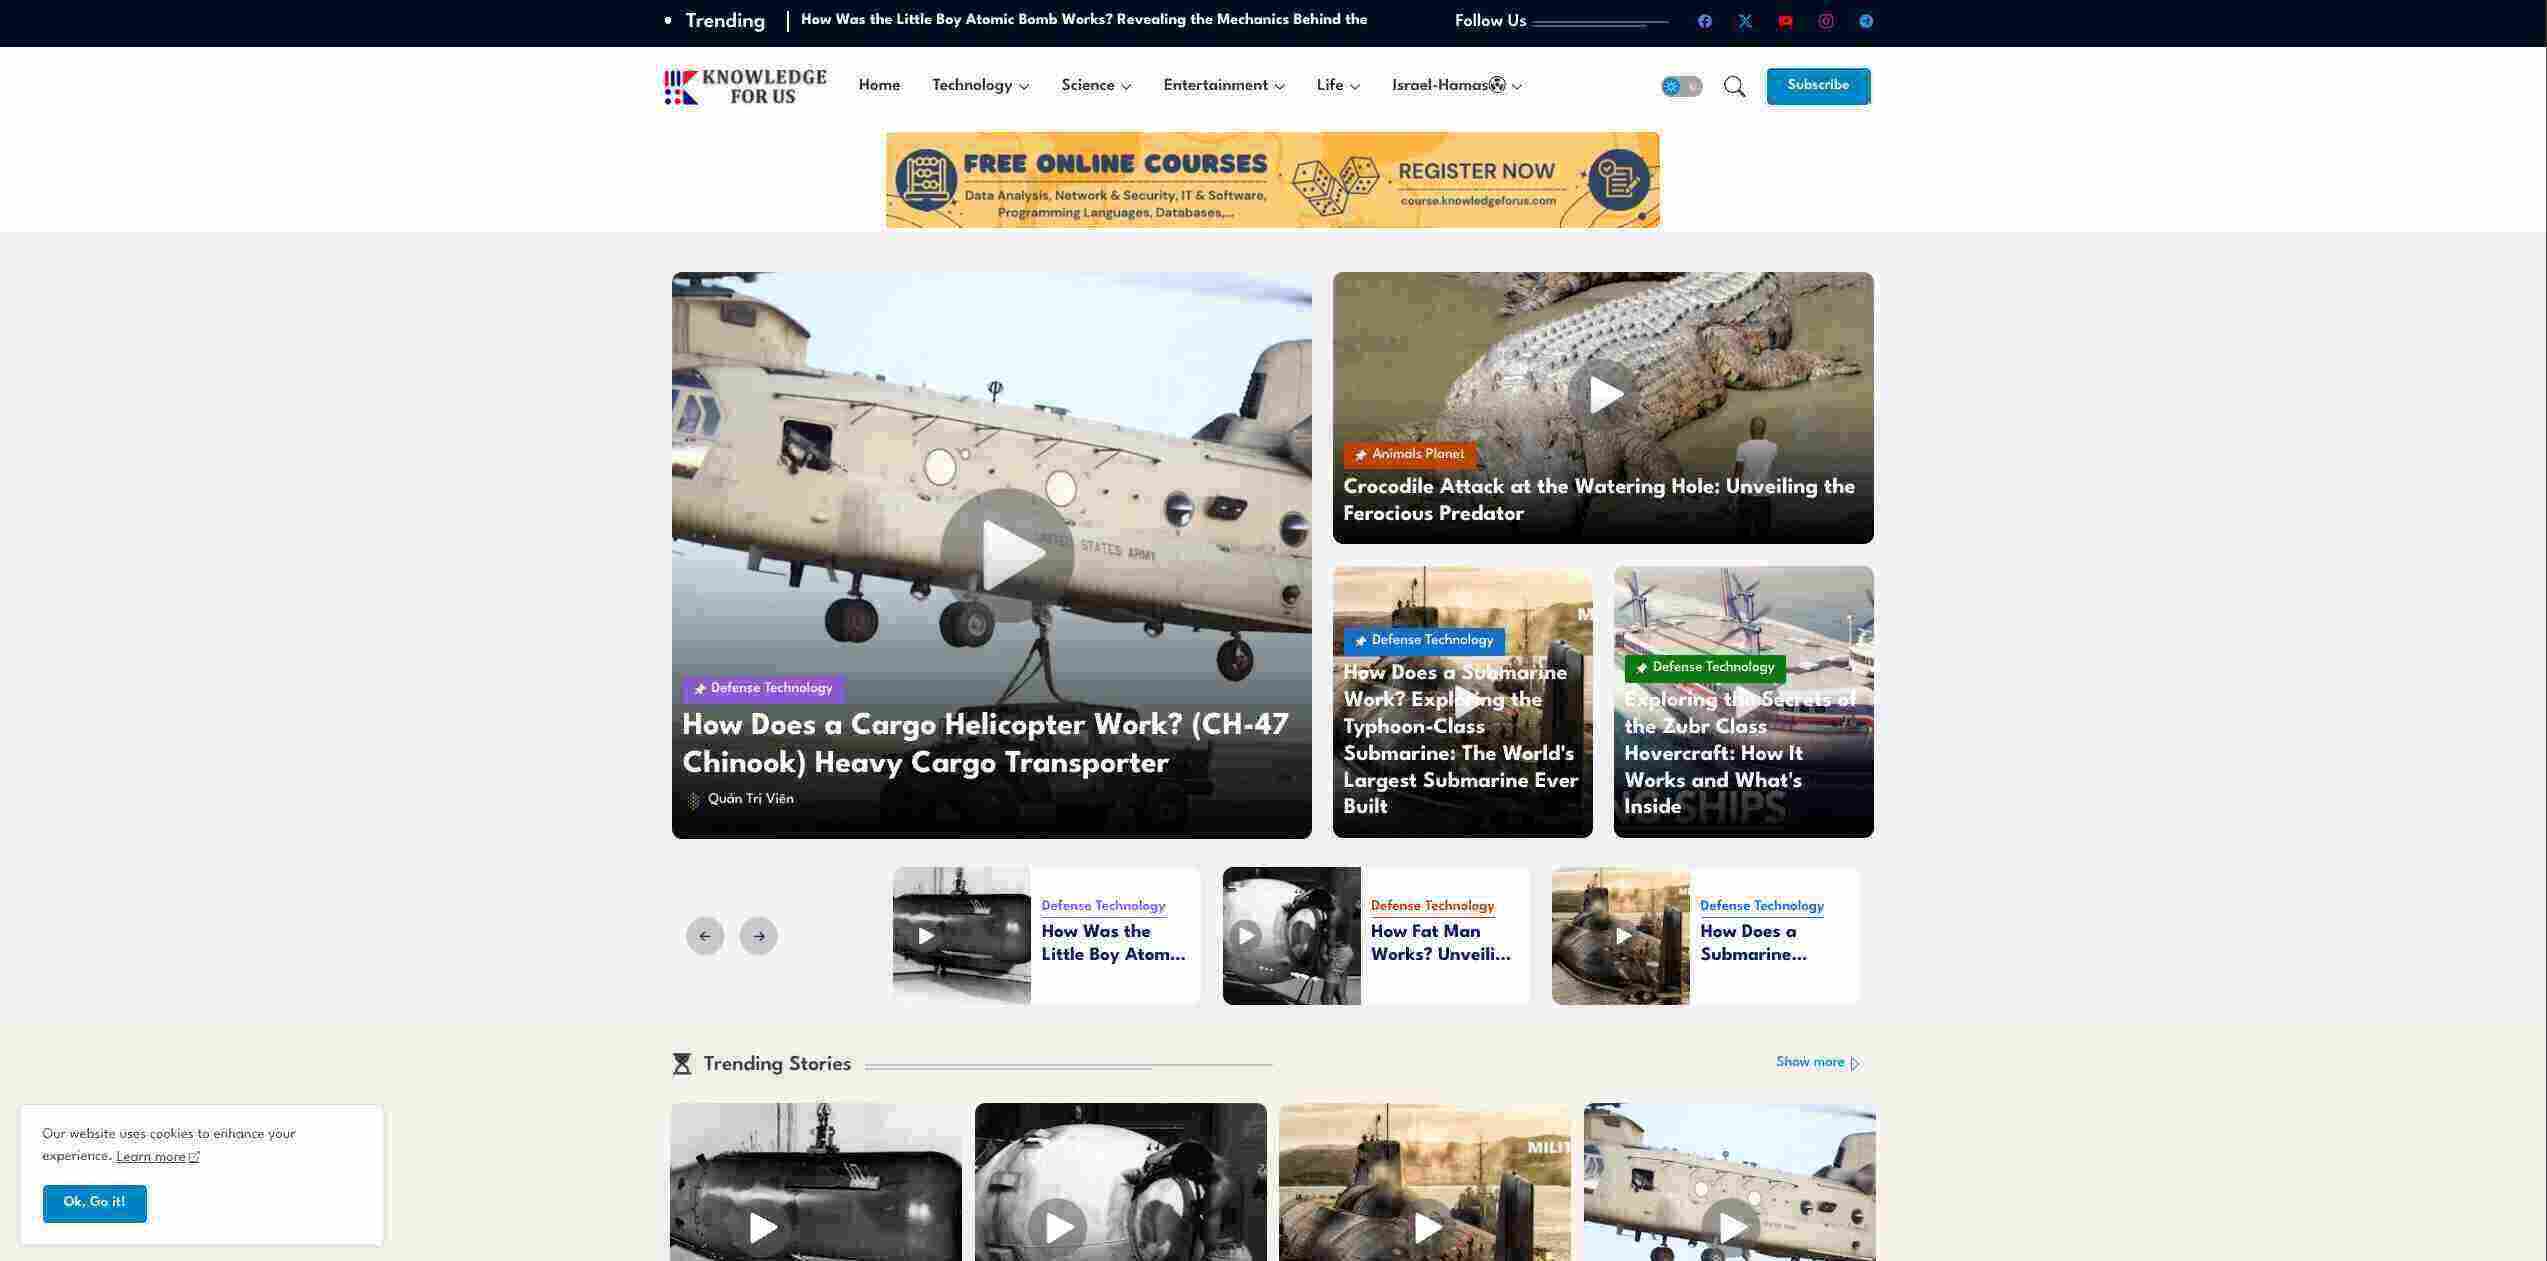 Trending
How Was the Little Boy Atomic Bomb Works? Revealing the Mechanics Behind the
Follow Us
KNOWLEDGE
FOR US
Home
Technology
Science
Entertainment
Life
Israel-Hamas
Subscribe
FREE ONLINE COURSES
Data Analysis, Network & Security, IT & Software,
Programming Languages, Databases,...
REGISTER NOW
course.knowledgeforus.com
UNITED STATES ARMY
Defense Technology
How Does a Cargo Helicopter Work? (CH-47
Chinook) Heavy Cargo Transporter
Quản Trị Viên
Animals Planet
Crocodile Attack at the Watering Hole: Unveiling the
Ferocious Predator
Defense Technology
How Does a Submarine
Work? Exploring the
Typhoon-Class
Submarine: The World's
Largest Submarine Ever
Built
Defense Technology
Exploring the Secrets of
the Zubr Class
Hovercraft: How It
Works and What's
Inside
SHIPS
Defense Technology
How Was the
Little Boy Atom...
Defense Technology
How Fat Man
Works? Unveili...
Defense Technology
How Does a
Submarine...
Trending Stories
Show more
MILIT
Our website uses cookies to enhance your
experience. Learn more
Ok, Go it!